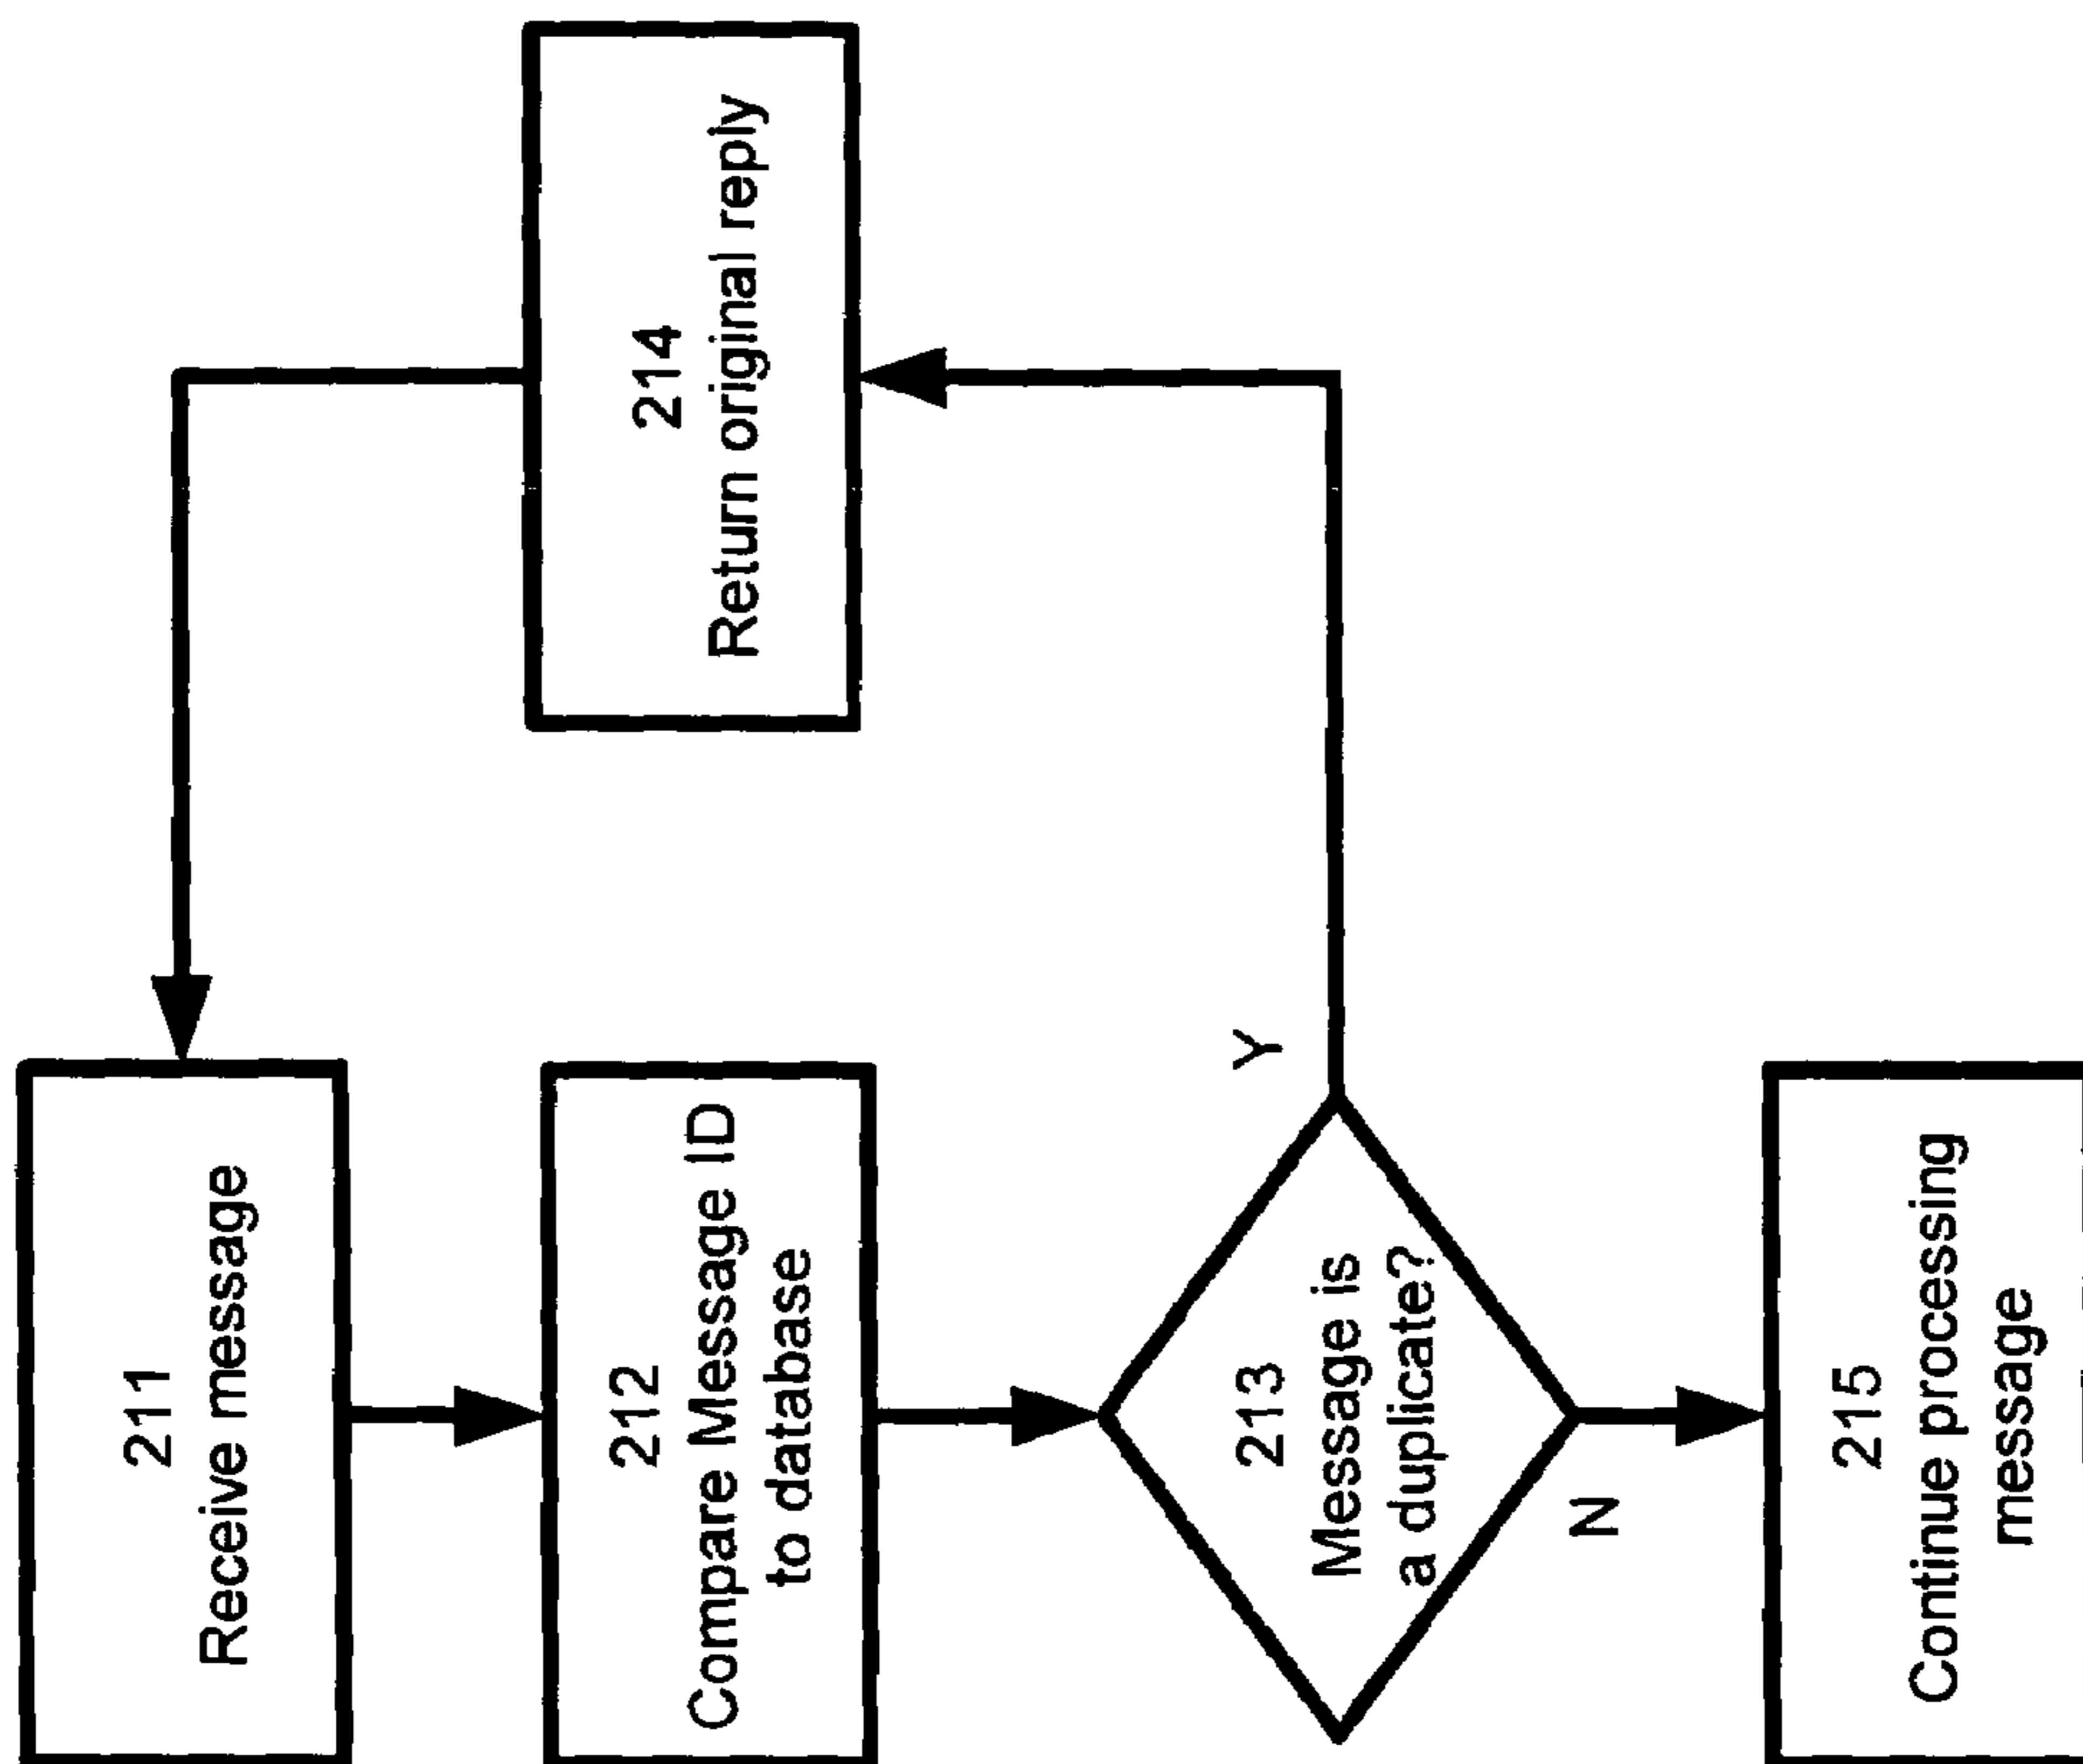 211
Receive message
212
Compare Message ID
to database
213
Message is
a duplicate?
Y
N
214
Return original reply
215
Continue processing
message